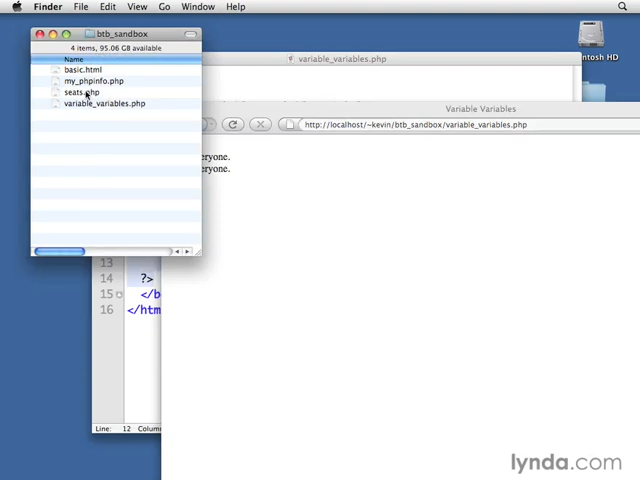 Finder File Edit View Go Window Help
btb_sandbox
4 items, 95.06 GB available
Name
basic.html
my_phpinfo.php
seats.php
variable_variables.php
variable_variables.php
ntosh HD
Variable Variables
http://localhost/~kevin/btb_sandbox/variable_variables.php
eryone.
eryone.
13
14 ?>
15 </b
16 </htm
Line: 12 Colum
lynda.com